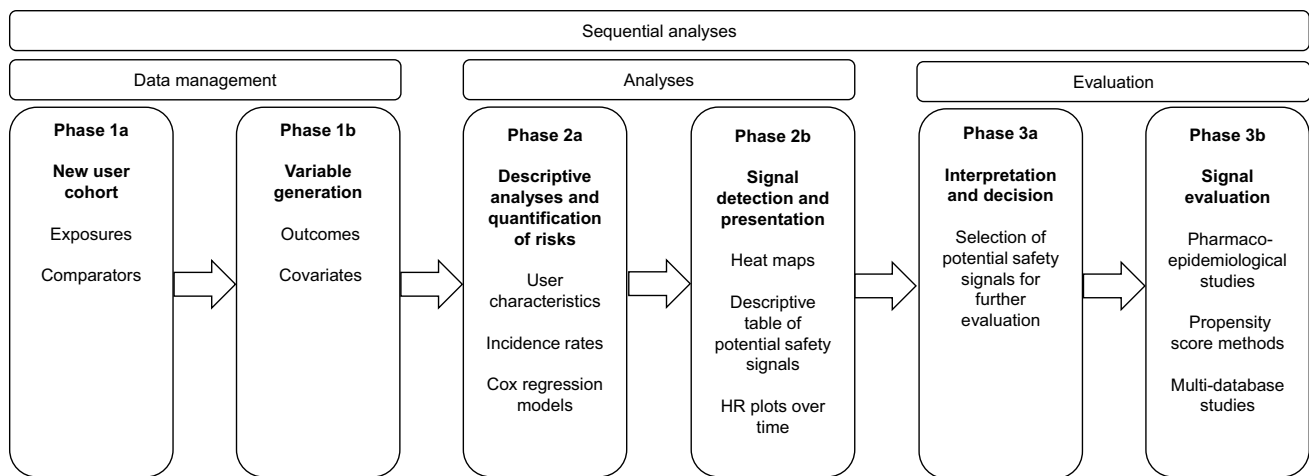 Sequential analyses
Data management
Analyses
Evaluation
Phase 1a
New user
cohort
Exposures
Comparators
Phase 1b
Variable
generation
Outcomes
Covariates
Phase 2a
Descriptive
analyses and
quantification
of risks
User
characteristics
Incidence rates
Cox regression
models
Phase 2b
Signal
detection and
presentation
Heat maps
Descriptive
table of
potential safety
signals
HR plots over
time
Phase 3a
Interpretation
and decision
Selection of
potential safety
signals for
further
evaluation
Phase 3b
Signal
evaluation
Pharmaco-
epidemiological
studies
Propensity
score methods
Multi-database
studies